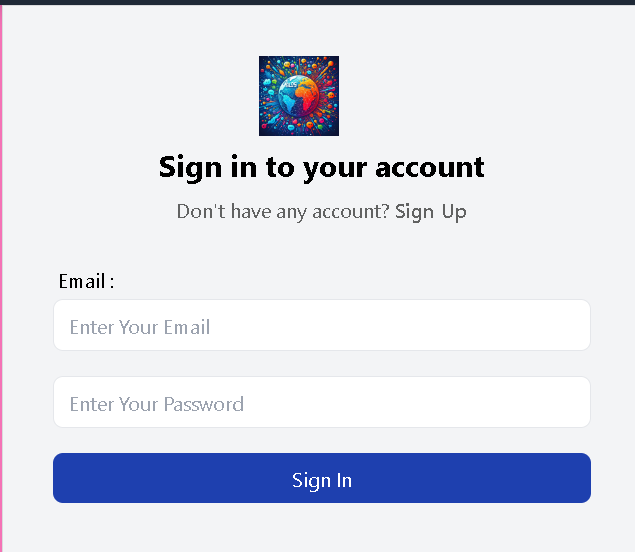 Sign in to your account
Don't have any account? Sign Up
Email :
Enter Your Email
Enter Your Password
Sign In